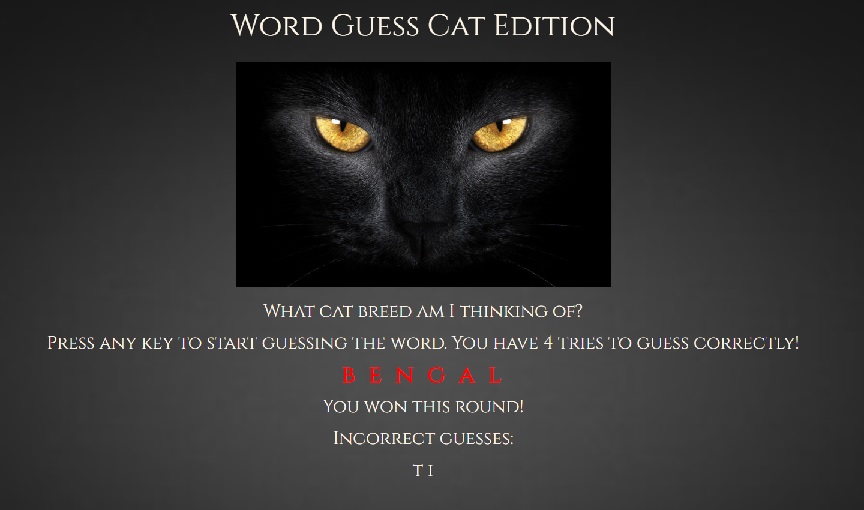 Word Guess Cat Edition
What cat breed am I thinking of?
Press any key to start guessing the word. You have 4 tries to guess correctly!
B E N G A L
You won this round!
Incorrect guesses:
T I